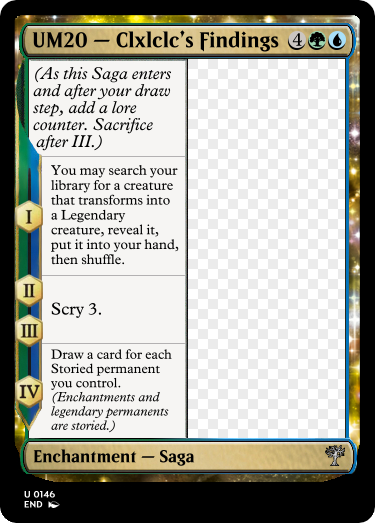 UM20 — Clxlclc's Findings 4
(As this Saga enters
and after your draw
step, add a lore
counter. Sacrifice
after III.)
I
You may search your
library for a creature
that transforms into
a Legendary
creature, reveal it,
put it into your hand,
then shuffle.
II
III
Scry 3.
IV
Draw a card for each
Storied permanent
you control.
(Enchantments and
legendary permanents
are storied.)
Enchantment — Saga
U 0146
END